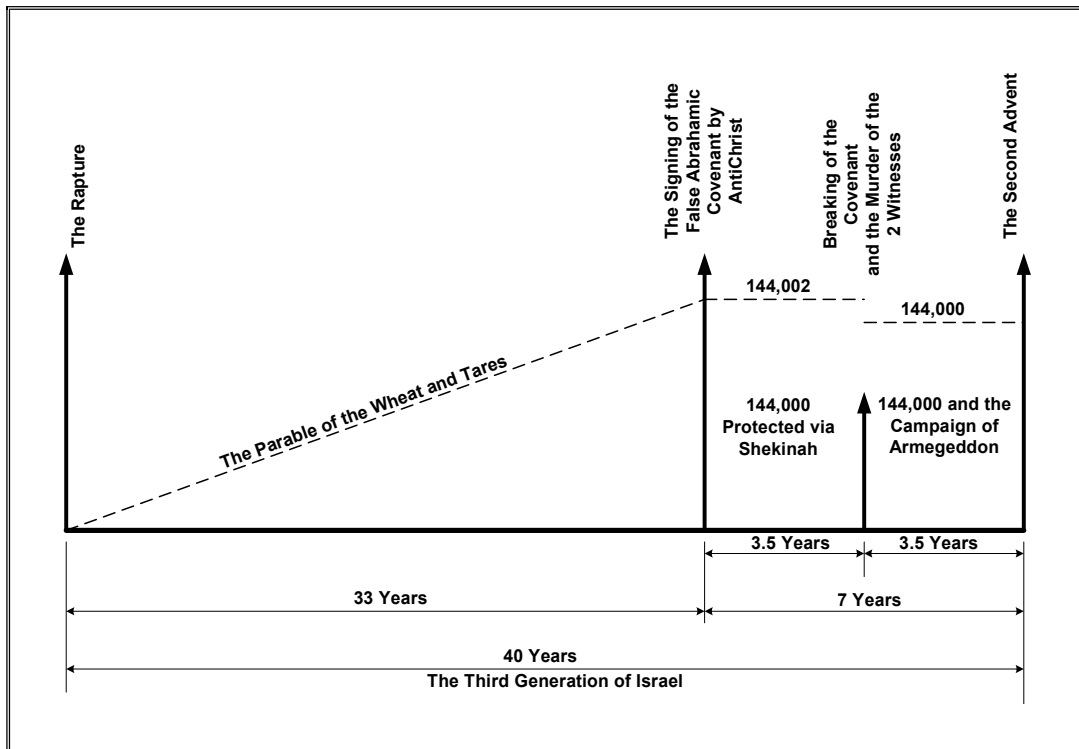 The Rapture
The Signing of the
False Abrahamic
Covenant by
AntiChrist
Breaking of the
Covenant
and the Murder of the
2 Witnesses
The Second Advent
144,002
144,000
The Parable of the Wheat and Tares
144,000
Protected via
Shekinah
144,000 and the
Campaign of
Armegeddon
3.5 Years
3.5 Years
33 Years
7 Years
40 Years
The Third Generation of Israel